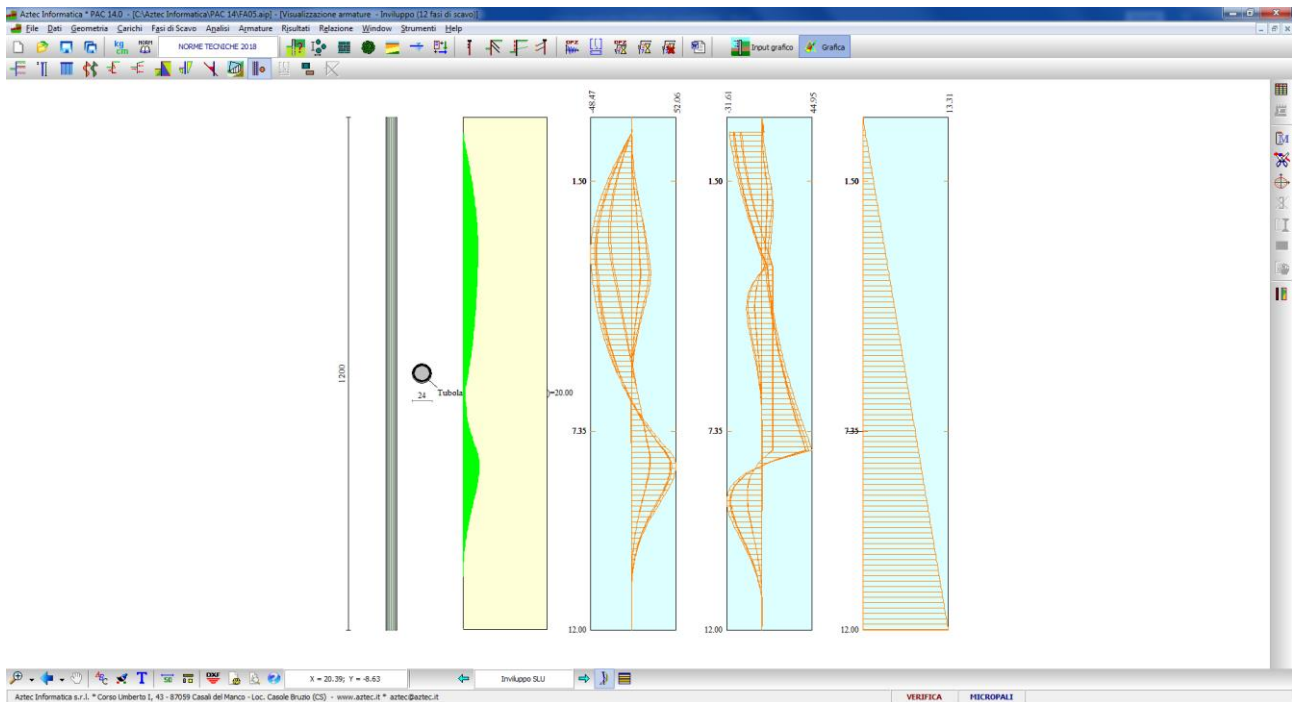 Aztec Informatica * PAC 14.0 - [C:\Aztec Informatica\PAC 14\FA05.aip] - [Visualizzazione armature - Inviluppo (12 fasi di scavo)]
File Dati Geometria Carichi Fasi di Scavo Analisi Armature Risultati Relazione Window Strumenti Help
kg cm NORME TECNICHE 2018 Input grafico Grafica
-48.47 52.06 -31.61 44.95 13.31
1.50 1.50 1.50
1200
24 Tubola =20.00
7.35 7.35 7.35
12.00 12.00 12.00
X = 20.39; Y = -8.63 Inviluppo SLU
Aztec Informatica s.r.l. * Corso Umberto I, 43 - 87059 Casali del Manco - Loc. Casole Bruzio (CS) - www.aztec.it * aztec@aztec.it VERIFICA MICROPALI